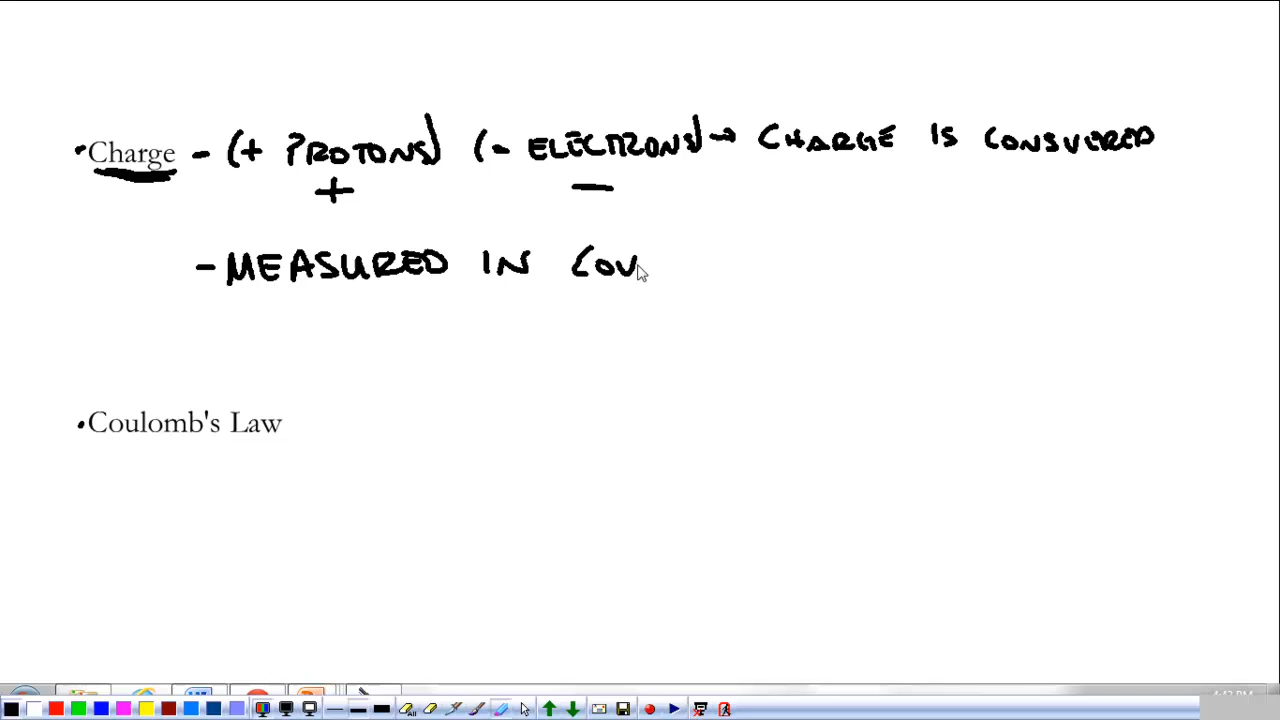 •Charge - (+ PROTONS) (- ELECTRONS) → CHARGE IS CONSVERED
+ −
- MEASURED IN COU
•Coulomb's Law